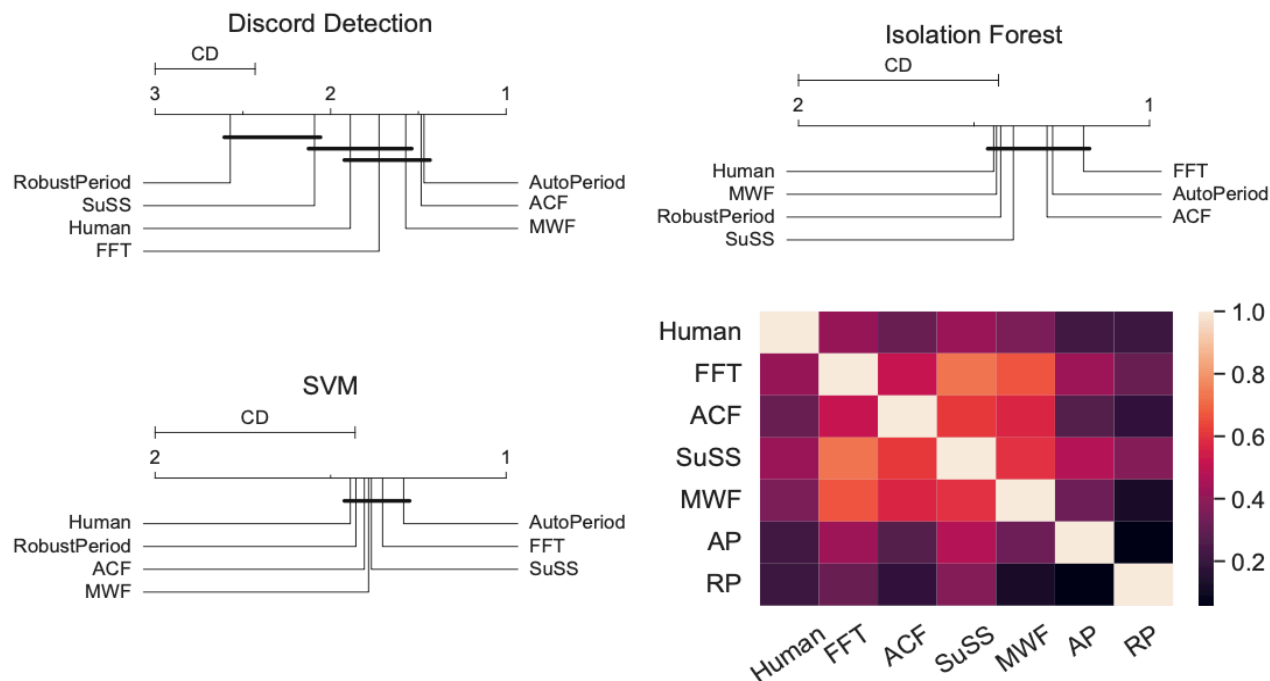 Discord Detection
CD
3 2 1
RobustPeriod
SuSS
Human
FFT
AutoPeriod
ACF
MWF
Isolation Forest
CD
2 1
Human
MWF
RobustPeriod
SuSS
FFT
AutoPeriod
ACF
SVM
CD
2 1
Human
RobustPeriod
ACF
MWF
AutoPeriod
FFT
SuSS
Human
FFT
ACF
SuSS
MWF
AP
RP
Human FFT ACF SuSS MWF AP RP
1.0
0.8
0.6
0.4
0.2